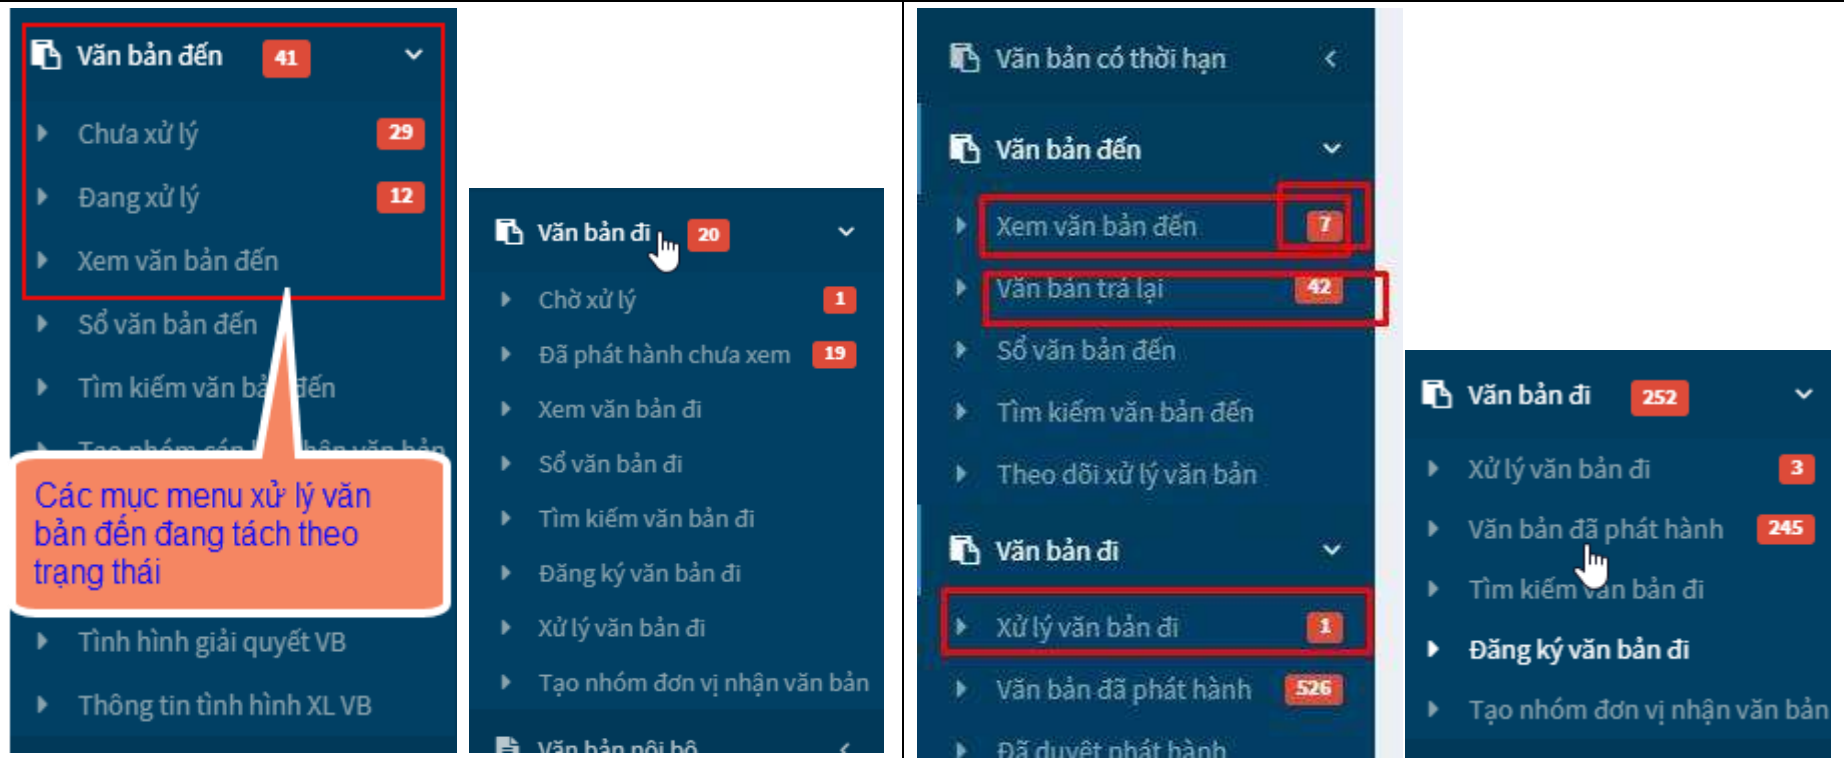 Văn bản đến 41
Chưa xử lý 29
Đang xử lý 12
Xem văn bản đến
Sổ văn bản đến
Tìm kiếm văn bản đến
Tạo nhóm cán nhận văn bản
Các mục menu xử lý văn
bản đến đang tách theo
trạng thái
Tình hình giải quyết VB
Thông tin tình hình XL VB
Văn bản đi 20
Chờ xử lý 1
Đã phát hành chưa xem 19
Xem văn bản đi
Sổ văn bản đi
Tìm kiếm văn bản đi
Đăng ký văn bản đi
Xử lý văn bản đi
Tạo nhóm đơn vị nhận văn bản
Văn bản nội bộ
Văn bản có thời hạn
Văn bản đến
Xem văn bản đến 7
Văn bản trả lại 42
Sổ văn bản đến
Tìm kiếm văn bản đến
Theo dõi xử lý văn bản
Văn bản đi
Xử lý văn bản đi 1
Văn bản đã phát hành 526
Đã duyệt phát hành
Văn bản đi 252
Xử lý văn bản đi 3
Văn bản đã phát hành 245
Tìm kiếm văn bản đi
Đăng ký văn bản đi
Tạo nhóm đơn vị nhận văn bản